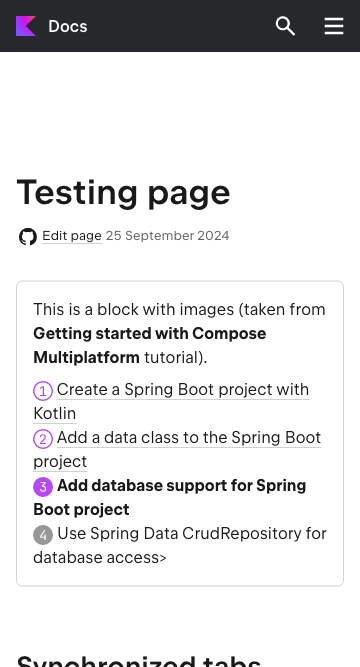 Docs
Testing page
Edit page 25 September 2024
This is a block with images (taken from
Getting started with Compose
Multiplatform tutorial).
1 Create a Spring Boot project with
Kotlin
2 Add a data class to the Spring Boot
project
3 Add database support for Spring
Boot project
4 Use Spring Data CrudRepository for
database access>
Synchronized tabs